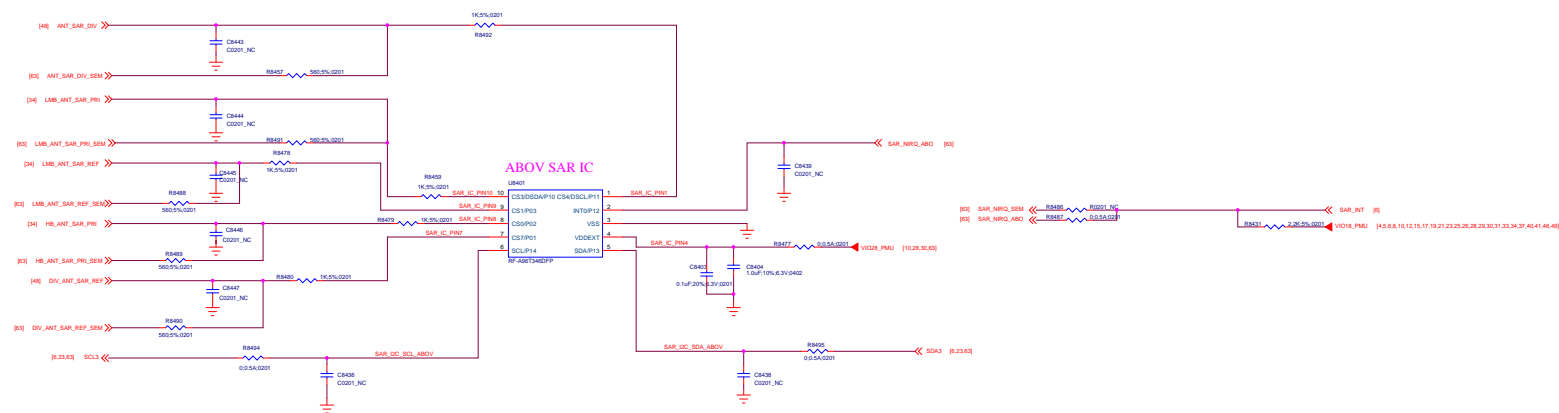 1K;5%;0201
R8492
[48] ANT_SAR_DIV
C8443
C0201_NC
[63] ANT_SAR_DIV_SEM
R8457 560;5%;0201
[34] LMB_ANT_SAR_PRI
C8444
C0201_NC
[63] LMB_ANT_SAR_PRI_SEM
R8491 560;5%;0201
[34] LMB_ANT_SAR_REF
R8478
1K;5%;0201
C8445
C0201_NC
[63] LMB_ANT_SAR_REF_SEM
R8488
560;5%;0201
[34] HB_ANT_SAR_PRI
C8446
C0201_NC
[63] HB_ANT_SAR_PRI_SEM
R8489
560;5%;0201
[48] DIV_ANT_SAR_REF
R8480 1K;5%;0201
C8447
C0201_NC
[63] DIV_ANT_SAR_REF_SEM
R8490
560;5%;0201
[6,23,63] SCL3
R8494
0;0.5A;0201
C8436
C0201_NC
SAR_I2C_SCL_ABOV
R8459
1K;5%;0201
R8479 1K;5%;0201
ABOV SAR IC
U8401
SAR_IC_PIN10 10 CS3/DSDA/P10 CS4/DSCL/P11 1 SAR_IC_PIN1
SAR_IC_PIN9 9 CS1/P03 INT0/P12 2
SAR_IC_PIN8 8 CS0/P02 VSS 3
SAR_IC_PIN7 7 CS7/P01 VDDEXT 4 SAR_IC_PIN4
6 SCL/P14 SDA/P13 5
RF-A96T346DFP
C8439
C0201_NC
SAR_NIRQ_ABO [63]
R8477 0;0.5A;0201
VIO28_PMU [10,28,30,63]
C8403
0.1uF;20%;6.3V;0201
C8404
1.0uF;10%;6.3V;0402
SAR_I2C_SDA_ABOV
R8495
0;0.5A;0201
SDA3 [6,23,63]
C8438
C0201_NC
[63] SAR_NIRQ_SEM R8486 R0201_NC
[63] SAR_NIRQ_ABO R8487 0;0.5A;0201
SAR_INT [6]
R8431 2.2K;5%;0201
VIO18_PMU [4,5,6,8,10,12,15,17,19,21,23,25,26,28,29,30,31,33,34,37,40,41,46,49]